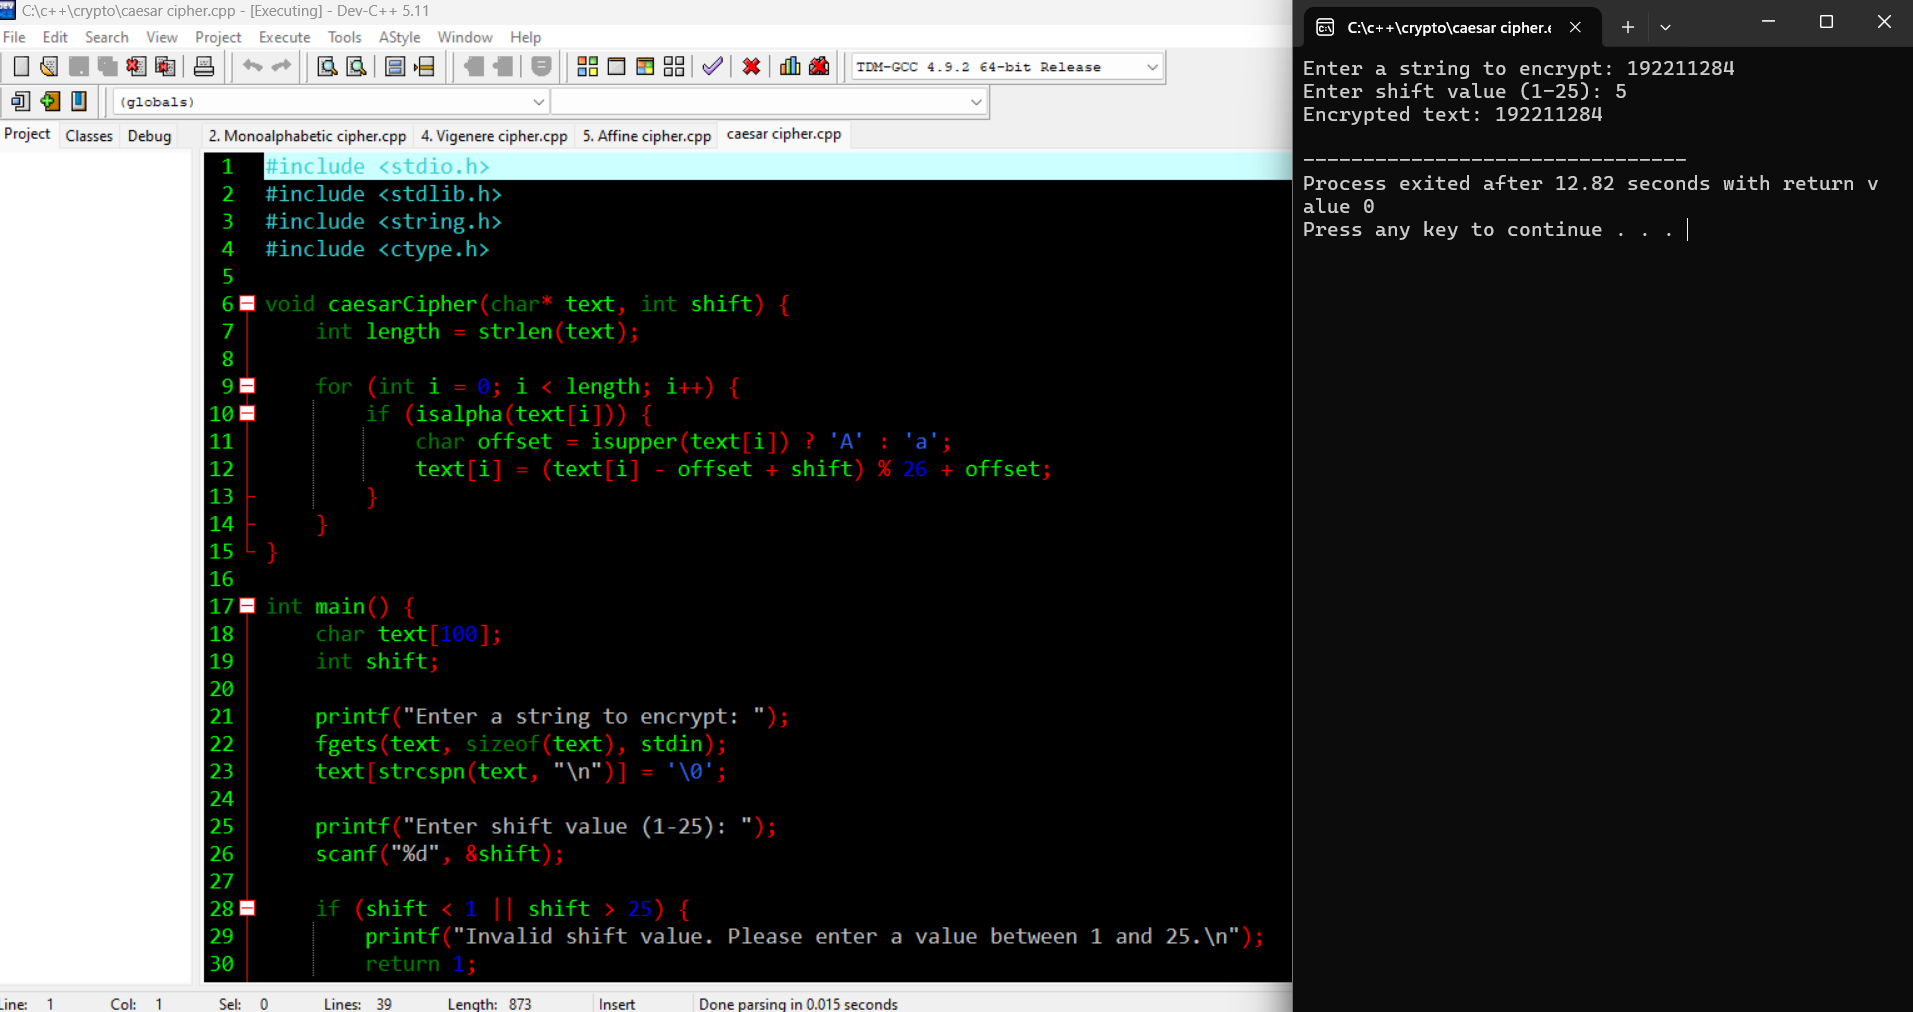 C:\c++\crypto\caesar cipher.cpp - [Executing] - Dev-C++ 5.11
File Edit Search View Project Execute Tools AStyle Window Help
TDM-GCC 4.9.2 64-bit Release
(globals)
Project Classes Debug
2. Monoalphabetic cipher.cpp 4. Vigenere cipher.cpp 5. Affine cipher.cpp caesar cipher.cpp
1 #include <stdio.h>
2 #include <stdlib.h>
3 #include <string.h>
4 #include <ctype.h>
5
6 void caesarCipher(char* text, int shift) {
7 int length = strlen(text);
8
9 for (int i = 0; i < length; i++) {
10 if (isalpha(text[i])) {
11 char offset = isupper(text[i]) ? 'A' : 'a';
12 text[i] = (text[i] - offset + shift) % 26 + offset;
13 }
14 }
15 }
16
17 int main() {
18 char text[100];
19 int shift;
20
21 printf("Enter a string to encrypt: ");
22 fgets(text, sizeof(text), stdin);
23 text[strcspn(text, "\n")] = '\0';
24
25 printf("Enter shift value (1-25): ");
26 scanf("%d", &shift);
27
28 if (shift < 1 || shift > 25) {
29 printf("Invalid shift value. Please enter a value between 1 and 25.\n");
30 return 1;
Line: 1 Col: 1 Sel: 0 Lines: 39 Length: 873 Insert Done parsing in 0.015 seconds
C:\c++\crypto\caesar cipher.e
Enter a string to encrypt: 192211284
Enter shift value (1-25): 5
Encrypted text: 192211284
--------------------------------
Process exited after 12.82 seconds with return v
alue 0
Press any key to continue . . .